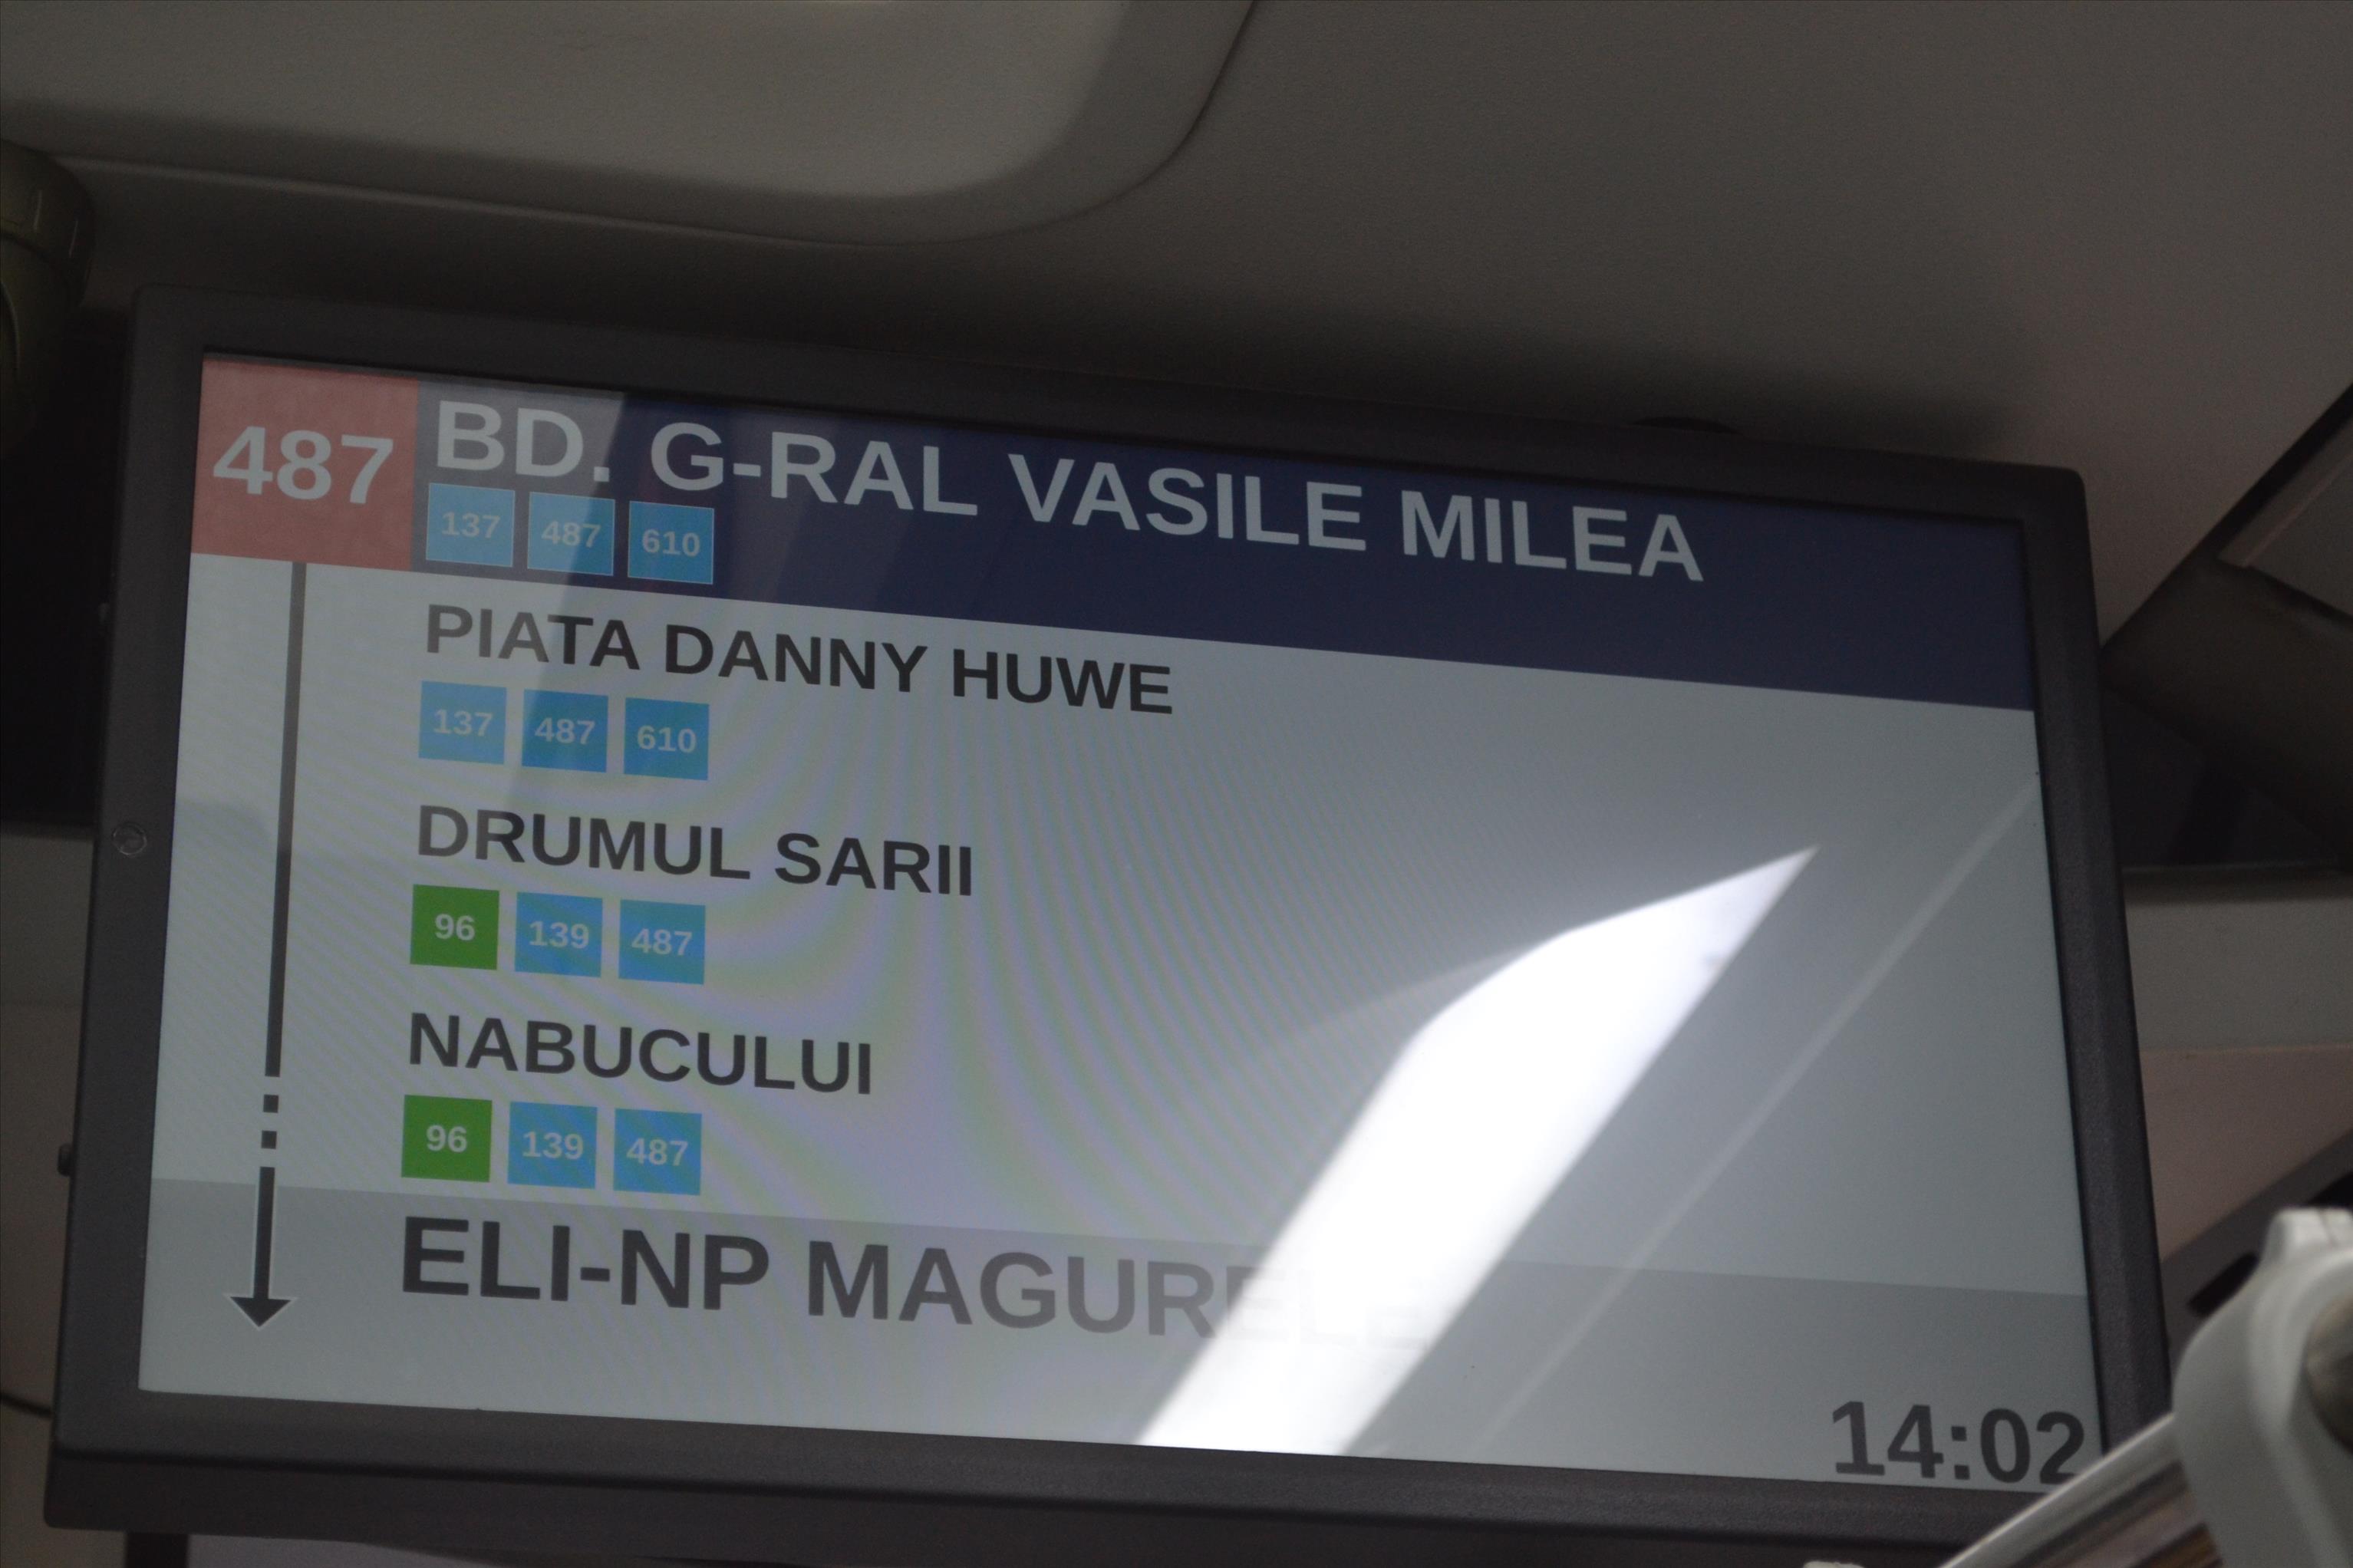 487 BD. G-RAL VASILE MILEA
137 487 610
PIATA DANNY HUWE
137 487 610
DRUMUL SARII
96 139 487
NABUCULUI
96 139 487
ELI-NP MAGURELE
14:02